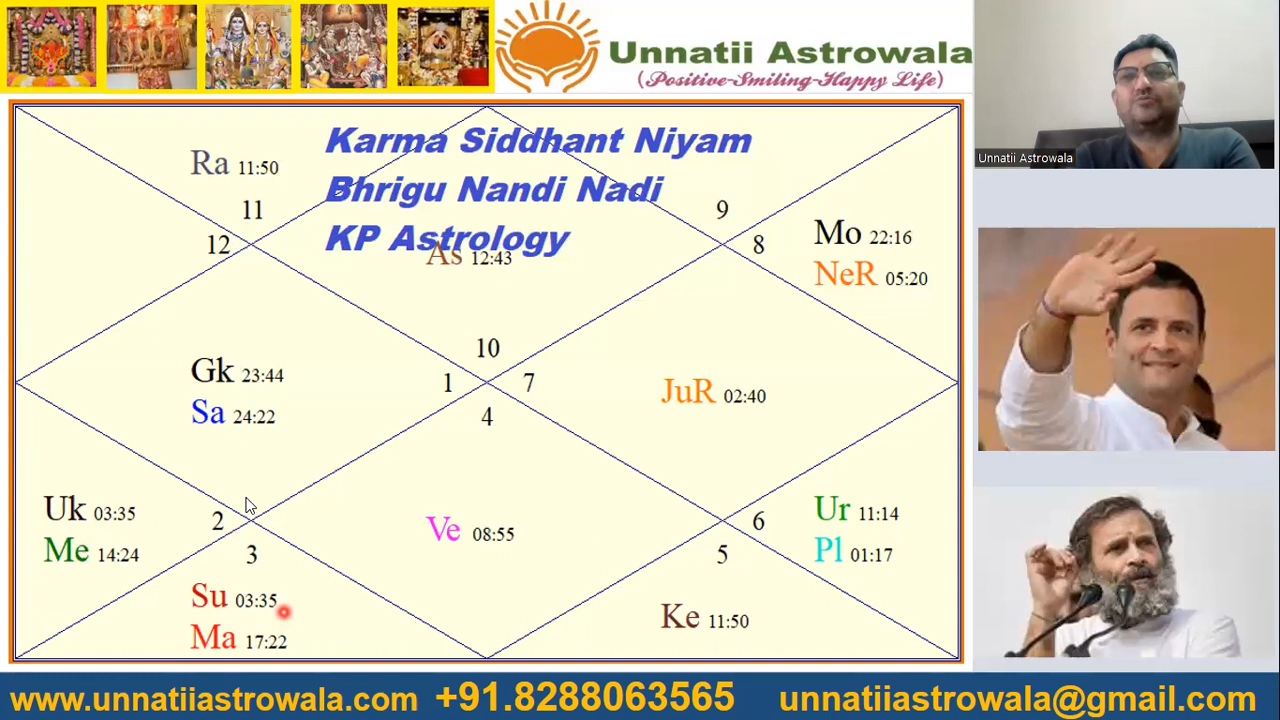 Unnatii Astrowala
(Positive-Smiling-Happy Life)
Unnatii Astrowala
Karma Siddhant Niyam
Bhrigu Nandi Nadi
KP Astrology
Ra 11:50
11
12
As 12:43
9
8
Mo 22:16
NeR 05:20
Gk 23:44
Sa 24:22
10
1
7
4
JuR 02:40
Uk 03:35
Me 14:24
2
3
Ve 08:55
6
5
Ur 11:14
Pl 01:17
Su 03:35
Ma 17:22
Ke 11:50
www.unnatiiastrowala.com +91.8288063565 unnatiiastrowala@gmail.com